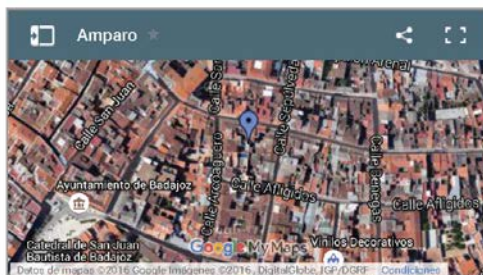 Amparo
Arenal
Calle San Juan
Calle Sepúlveda
Calle Arco Agüero
Ayuntamiento de Badajoz
Calle Afligidos
Calle Afligidos
Catedral de San Juan
Bautista de Badajoz
Google My Maps
Vinilos Decorativos
Datos de mapas ©2016 Google Imágenes ©2016 , DigitalGlobe, IGP/DGRF
Condiciones